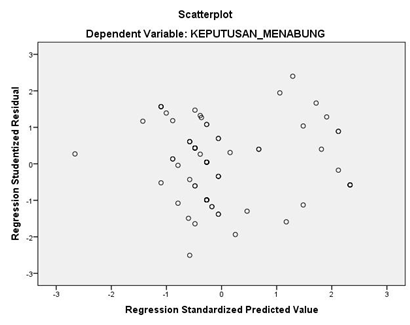 Scatterplot
Dependent Variable: KEPUTUSAN_MENABUNG
Regression Studentized Residual
3
2
1
0
-1
-2
-3
-3 -2 -1 0 1 2 3
Regression Standardized Predicted Value